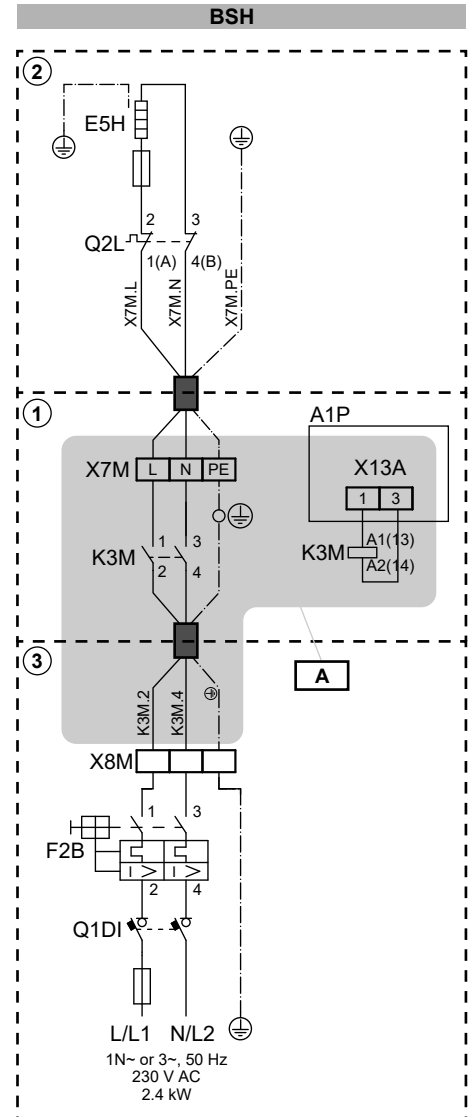 BSH
2
E5H
2 3
Q2L
1(A) 4(B)
X7M.L X7M.N X7M.PE
1
A1P
X7M L N PE
X13A
1 3
K3M 1 3
2 4
K3M A1(13)
A2(14)
3
A
K3M.2 K3M.4
X8M
1 3
F2B
I > I >
2 4
Q1DI
L/L1 N/L2
1N~ or 3~, 50 Hz
230 V AC
2.4 kW